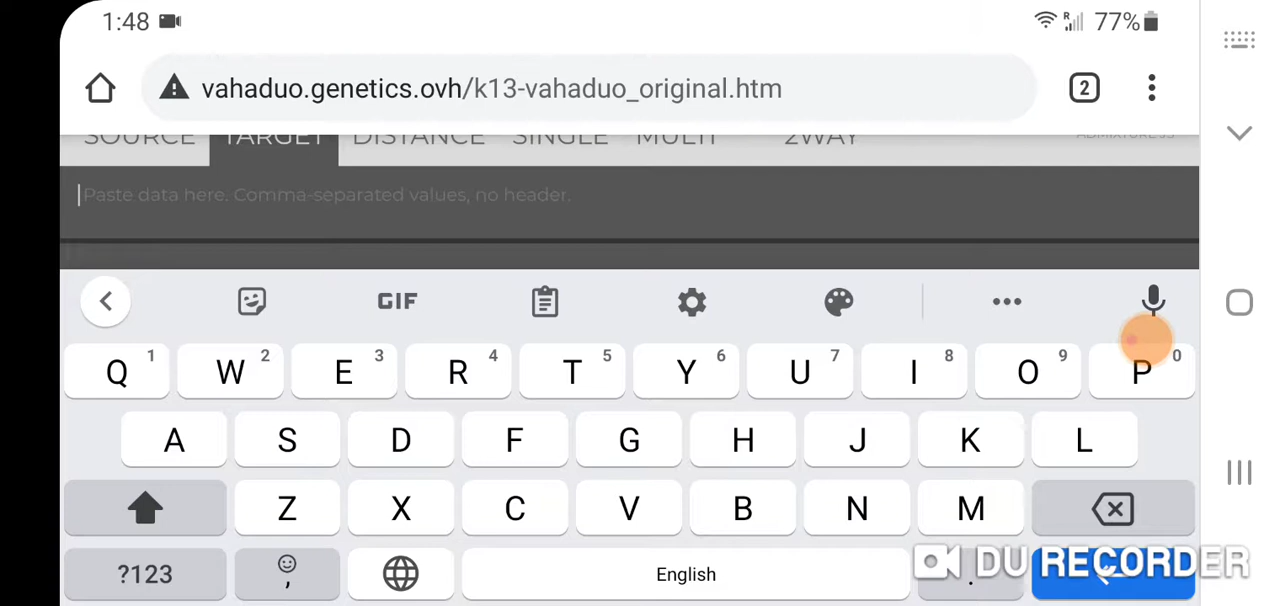 1:48 R 77%
vahaduo.genetics.ovh/k13-vahaduo_original.htm 2
SOURCE TARGET DISTANCE SINGLE MULTI 2WAY
Paste data here. Comma-separated values, no header.
GIF
Q 1 W 2 E 3 R 4 T 5 Y 6 U 7 I 8 O 9 P 0
A S D F G H J K L
Z X C V B N M
?123 , English .
DU RECORDER